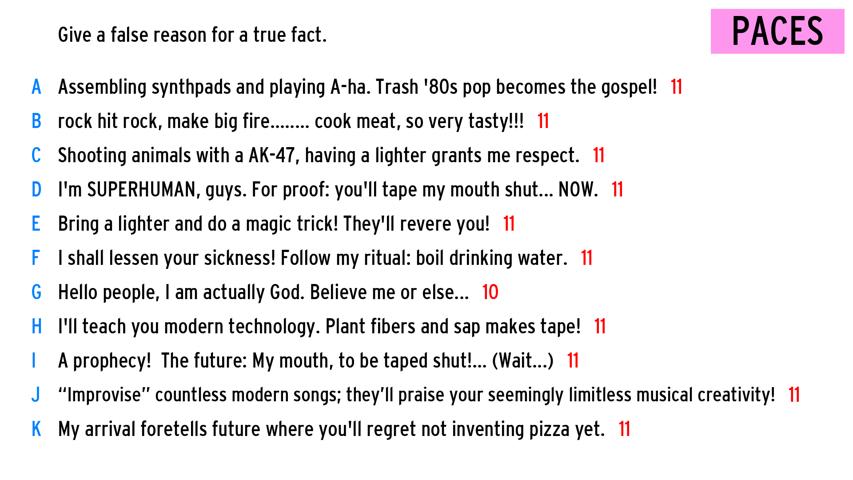 PACES
Give a false reason for a true fact.
A Assembling synthpads and playing A-ha. Trash '80s pop becomes the gospel! 11
B rock hit rock, make big fire........ cook meat, so very tasty!!! 11
C Shooting animals with a AK-47, having a lighter grants me respect. 11
D I'm SUPERHUMAN, guys. For proof: you'll tape my mouth shut... NOW. 11
E Bring a lighter and do a magic trick! They'll revere you! 11
F I shall lessen your sickness! Follow my ritual: boil drinking water. 11
G Hello people, I am actually God. Believe me or else... 10
H I'll teach you modern technology. Plant fibers and sap makes tape! 11
I A prophecy!  The future: My mouth, to be taped shut!... (Wait...) 11
J “Improvise” countless modern songs; they’ll praise your seemingly limitless musical creativity! 11
K My arrival foretells future where you'll regret not inventing pizza yet. 11